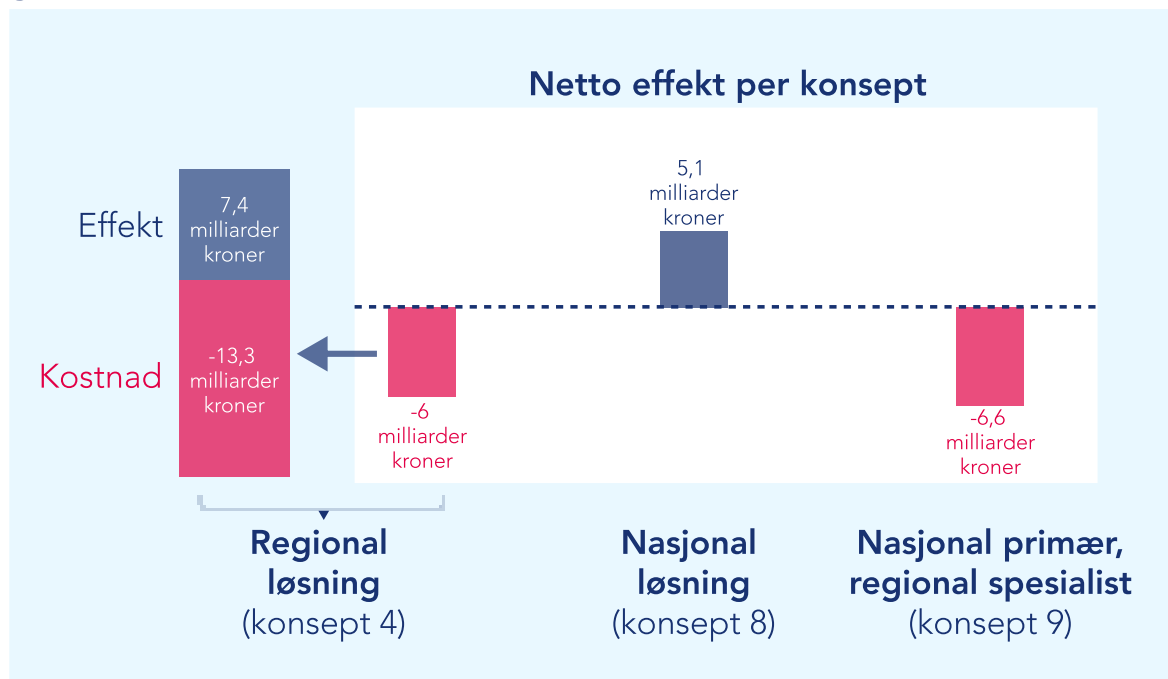 Netto effekt per konsept
Effekt
7,4
milliarder
kroner
Kostnad
-13,3
milliarder
kroner
-6
milliarder
kroner
5,1
milliarder
kroner
-6,6
milliarder
kroner
Regional
løsning
(konsept 4)
Nasjonal
løsning
(konsept 8)
Nasjonal primær,
regional spesialist
(konsept 9)